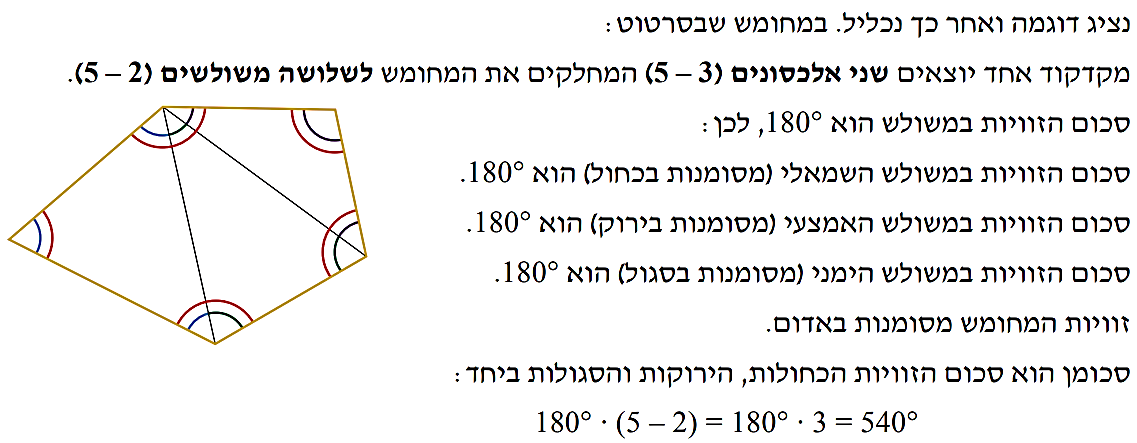 נציג דוגמה ואחר כך נכליל. במחומש שבסרטוט:
מקדקוד אחד יוצאים שני אלכסונים (5 – 3) המחלקים את המחומש לשלושה משולשים (5 – 2).
סכום הזוויות במשולש הוא 180°, לכן:
סכום הזוויות במשולש השמאלי (מסומנות בכחול) הוא 180°.
סכום הזוויות במשולש האמצעי (מסומנות בירוק) הוא 180°.
סכום הזוויות במשולש הימני (מסומנות בסגול) הוא 180°.
זוויות המחומש מסומנות באדום.
סכומן הוא סכום הזוויות הכחולות, הירוקות והסגולות ביחד:
180° · (5 – 2) = 180° · 3 = 540°